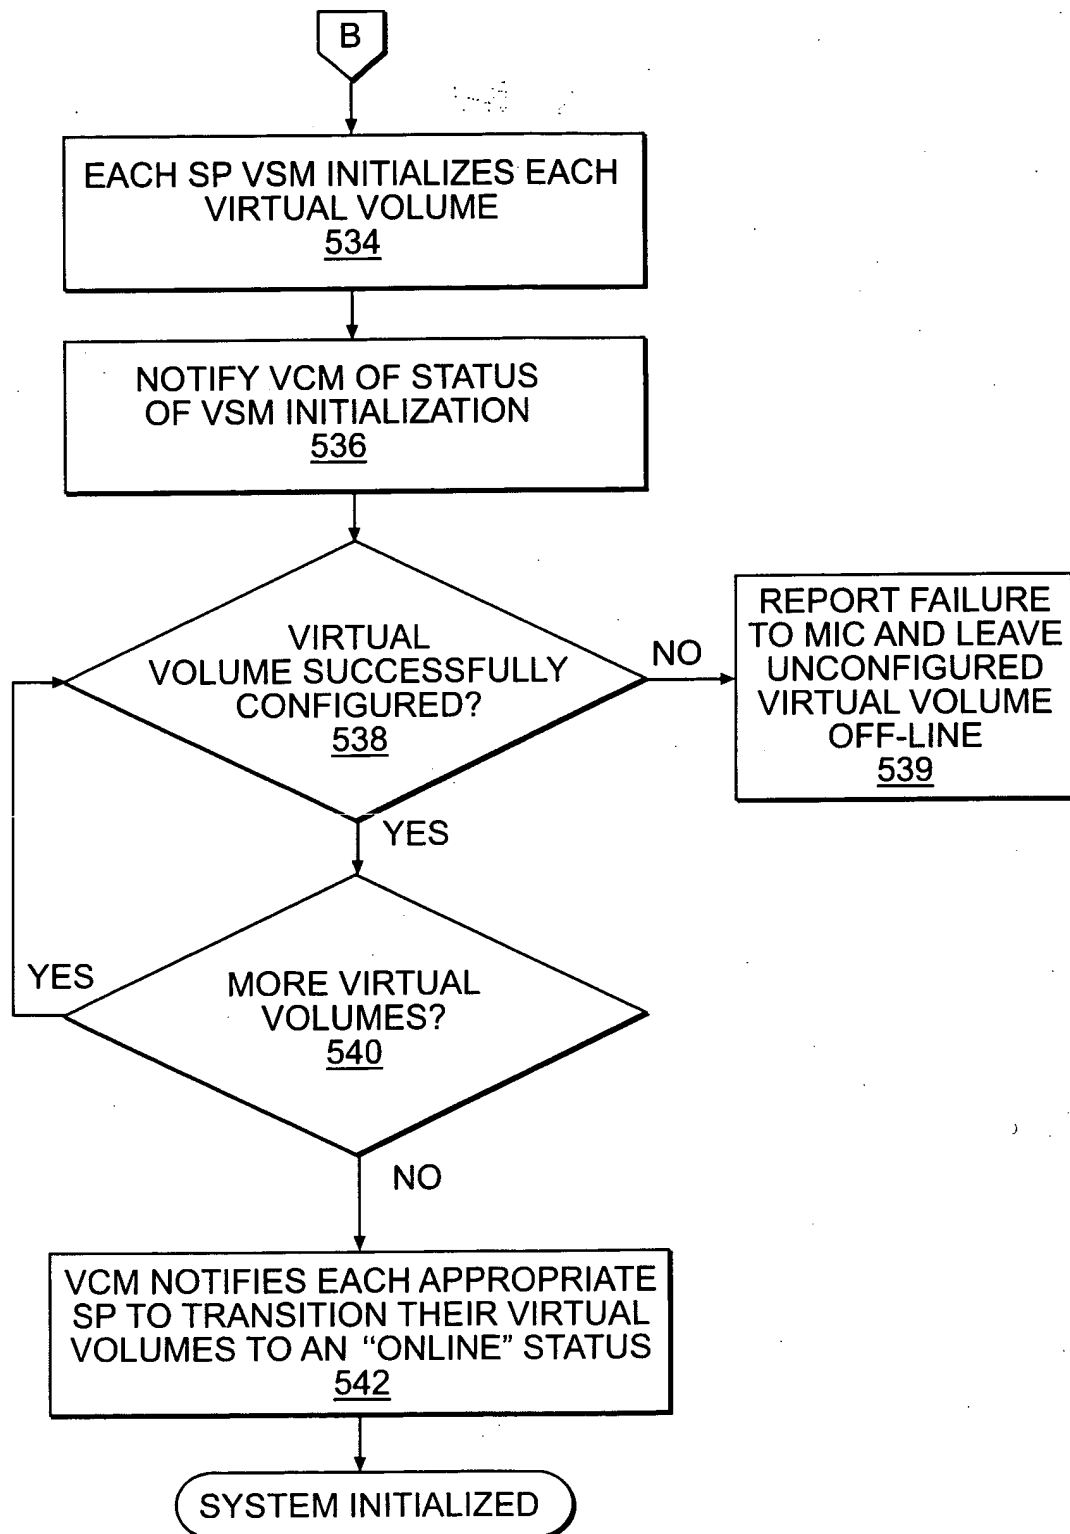 B
EACH SP VSM INITIALIZES EACH
VIRTUAL VOLUME
534
NOTIFY VCM OF STATUS
OF VSM INITIALIZATION
536
VIRTUAL
VOLUME SUCCESSFULLY
CONFIGURED?
538
NO
REPORT FAILURE
TO MIC AND LEAVE
UNCONFIGURED
VIRTUAL VOLUME
OFF-LINE
539
YES
YES
MORE VIRTUAL
VOLUMES?
540
NO
VCM NOTIFIES EACH APPROPRIATE
SP TO TRANSITION THEIR VIRTUAL
VOLUMES TO AN “ONLINE” STATUS
542
SYSTEM INITIALIZED